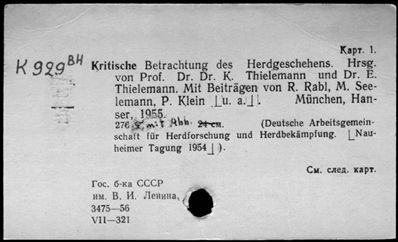 Карт. 1.
К 929 вн
Kritische Betrachtung des Herdgeschehens. Hrsg.
von Prof. Dr. Dr. K. Thielemann und Dr. E.
Thielemann. Mit Beiträgen von R. Rabl, M. See-
lemann, P. Klein ⌊u. a.⌋. München, Han-
ser, 1955.
276 S. mit Abb. 24 см. (Deutsche Arbeitsgemein-
schaft für Herdforschung und Herdbekämpfung. ⌊Nau-
heimer Tagung 1954⌋).
См. след. карт.
Гос. б-ка СССР
им. В. И. Ленина,
3475—56
VII—321